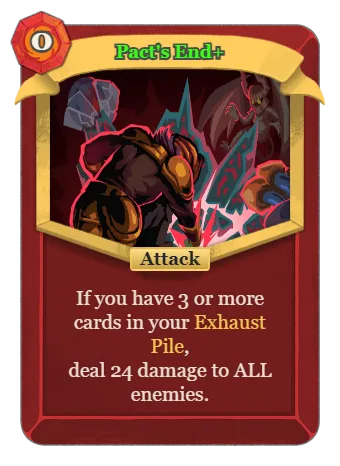 0
Pact's End+
Attack
If you have 3 or more
cards in your Exhaust
Pile,
deal 24 damage to ALL
enemies.